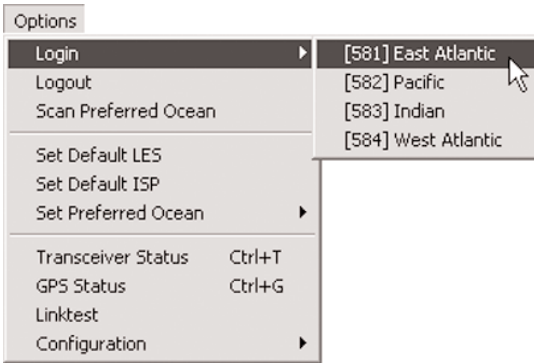 Options
Login
Logout
Scan Preferred Ocean
Set Default LES
Set Default ISP
Set Preferred Ocean
Transceiver Status Ctrl+T
GPS Status Ctrl+G
Linktest
Configuration
[581] East Atlantic
[582] Pacific
[583] Indian
[584] West Atlantic